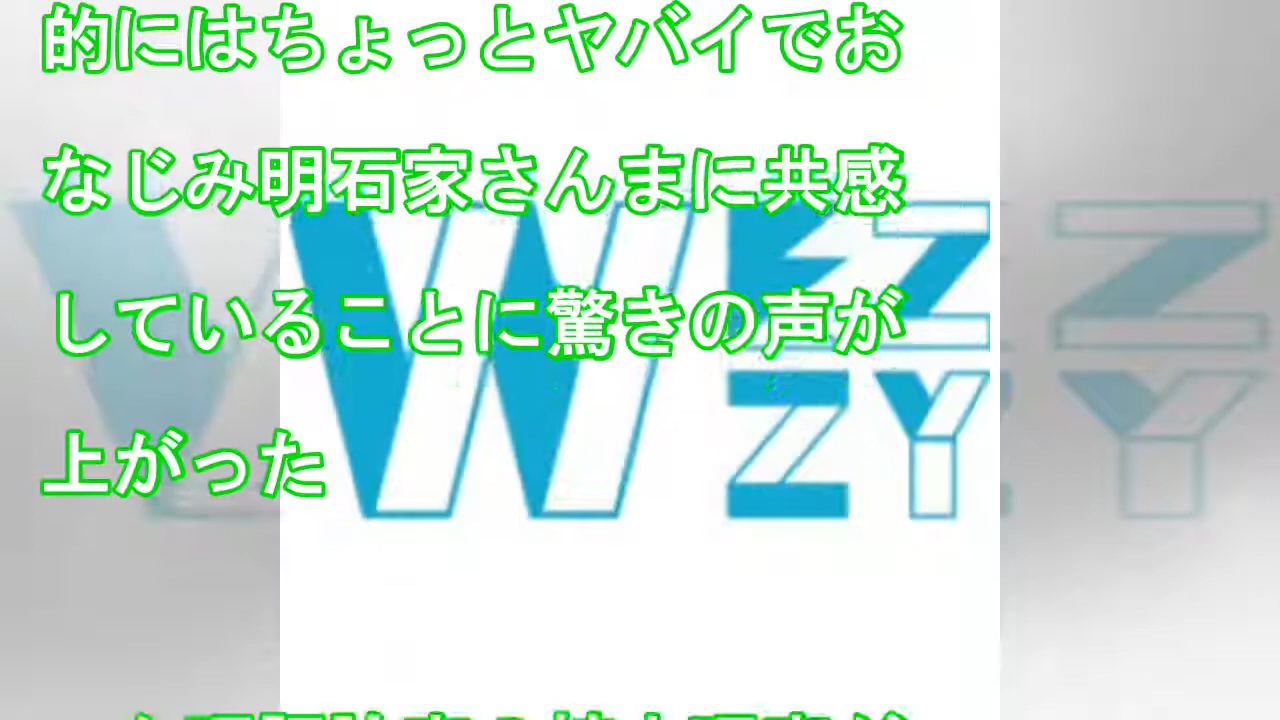 的にはちょっとヤバイでお
なじみ明石家さんまに共感
していることに驚きの声が
上がった
WEZZY